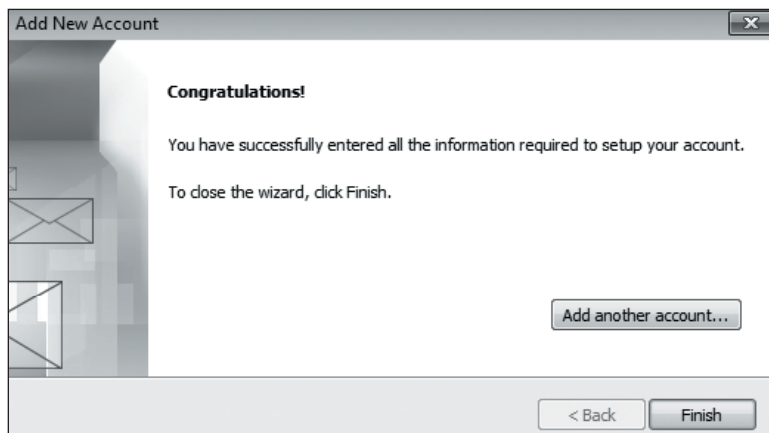 Add New Account
Congratulations!
You have successfully entered all the information required to setup your account.
To close the wizard, click Finish.
Add another account...
< Back
Finish